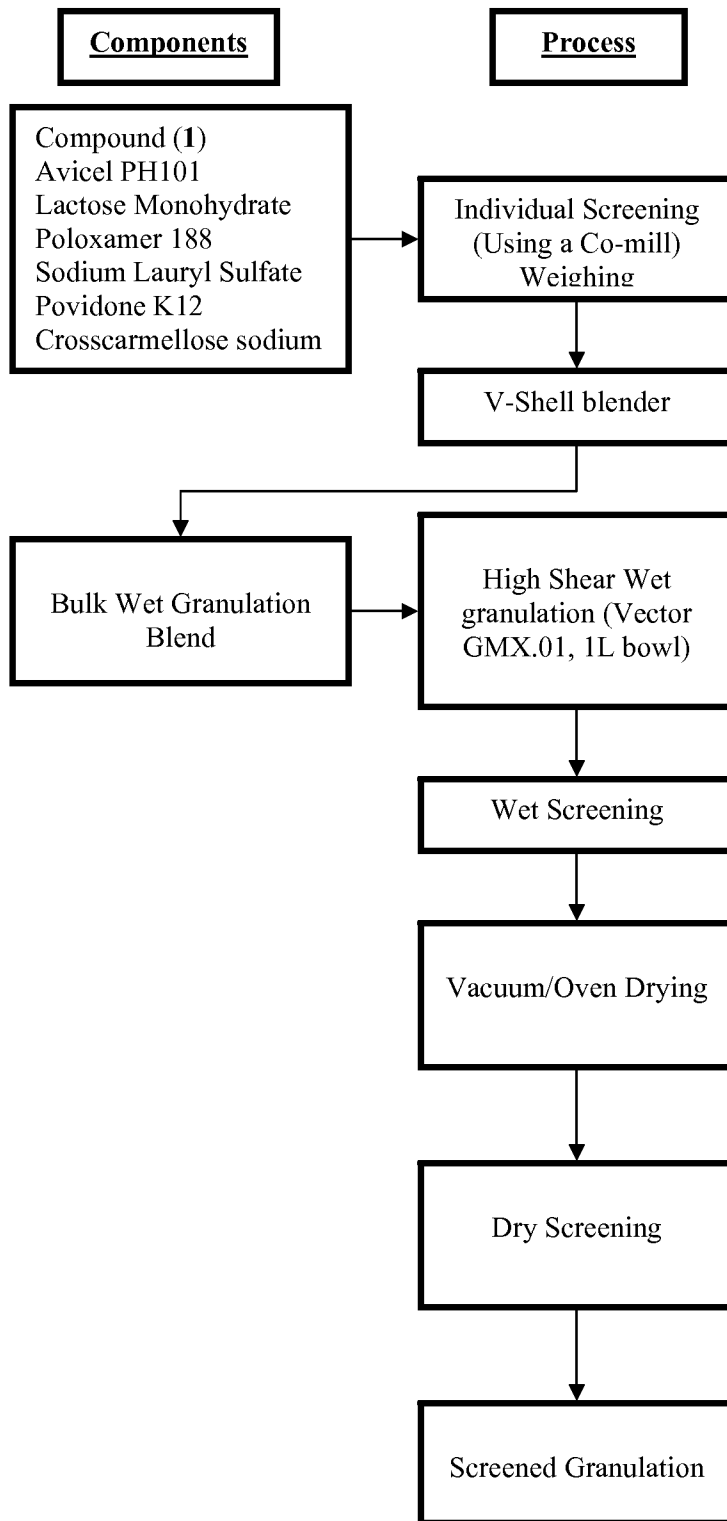 Components
Process
Compound (1)
Avicel PH101
Lactose Monohydrate
Poloxamer 188
Sodium Lauryl Sulfate
Povidone K12
Crosscarmellose sodium
Individual Screening
(Using a Co-mill)
Weighing
V-Shell blender
Bulk Wet Granulation
Blend
High Shear Wet
granulation (Vector
GMX.01, 1L bowl)
Wet Screening
Vacuum/Oven Drying
Dry Screening
Screened Granulation